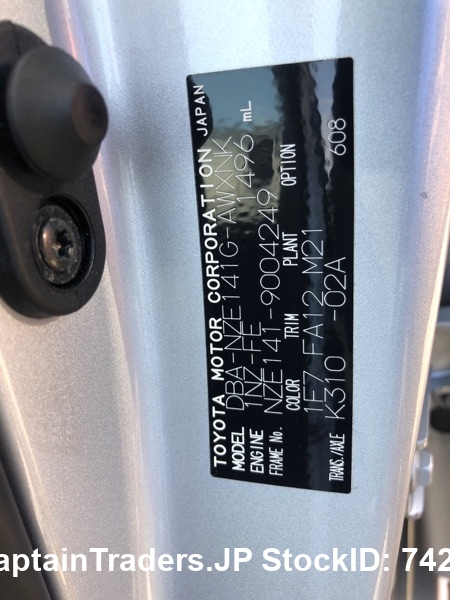 TOYOTA MOTOR CORPORATION JAPAN
MODEL DBA-NZE141G-AWXNK
ENGINE 1NZ-FE 1496 mL
FRAME No. NZE141-9004249
COLOR TRIM PLANT OPTION
1E7 FA12 M21 608
TRANS./AXLE K310 -02A
aptainTraders.JP StockID: 742